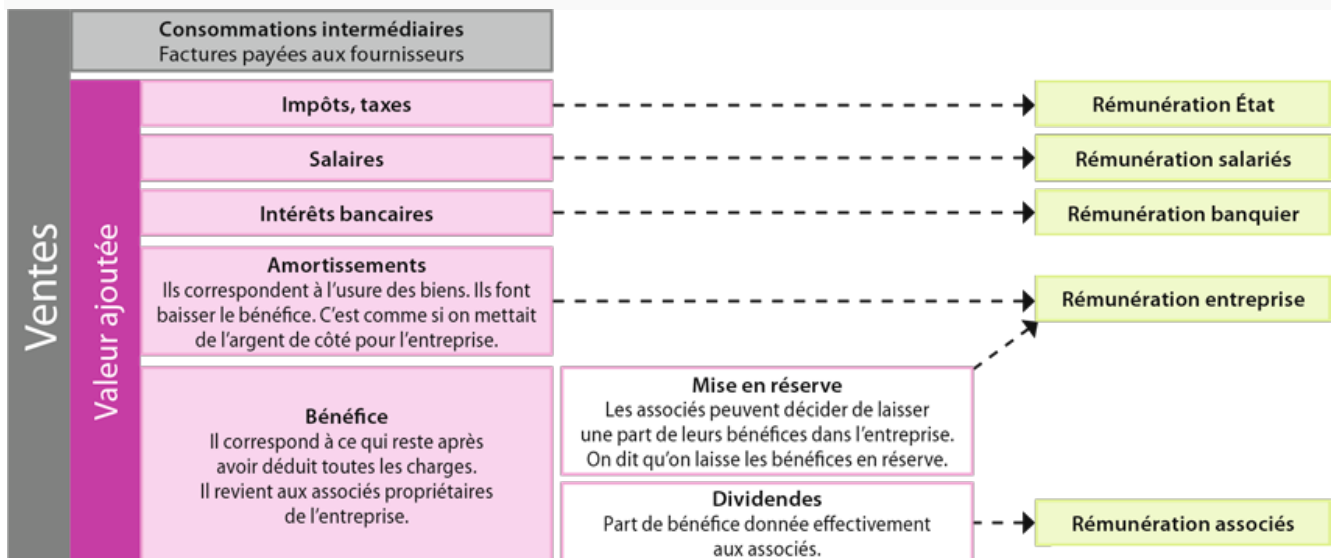 Consommations intermédiaires
Factures payées aux fournisseurs
Ventes
Valeur ajoutée
Impôts, taxes
Rémunération État
Salaires
Rémunération salariés
Intérêts bancaires
Rémunération banquier
Amortissements
Ils correspondent à l'usure des biens. Ils font
baisser le bénéfice. C'est comme si on mettait
de l'argent de côté pour l'entreprise.
Rémunération entreprise
Bénéfice
Il correspond à ce qui reste après
avoir déduit toutes les charges.
Il revient aux associés propriétaires
de l'entreprise.
Mise en réserve
Les associés peuvent décider de laisser
une part de leurs bénéfices dans l'entreprise.
On dit qu'on laisse les bénéfices en réserve.
Dividendes
Part de bénéfice donnée effectivement
aux associés.
Rémunération associés